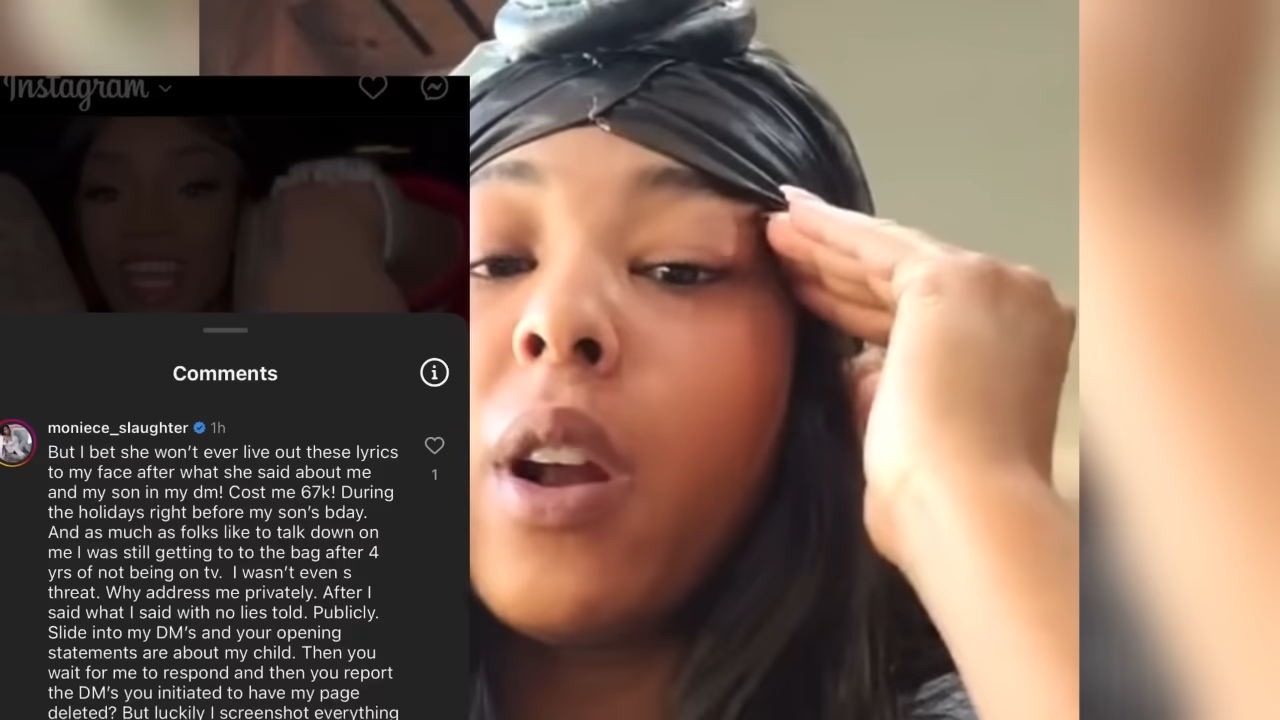 Instagram
Comments
moniece_slaughter 1h
But I bet she won't ever live out these lyrics
to my face after what she said about me
and my son in my dm! Cost me 67k! During
1
the holidays right before my son's bday.
And as much as folks like to talk down on
me I was still getting to to the bag after 4
yrs of not being on tv.  I wasn't even s
threat. Why address me privately. After I
said what I said with no lies told. Publicly.
Slide into my DM's and your opening
statements are about my child. Then you
wait for me to respond and then you report
the DM's you initiated to have my page
deleted? But luckily I screenshot everything